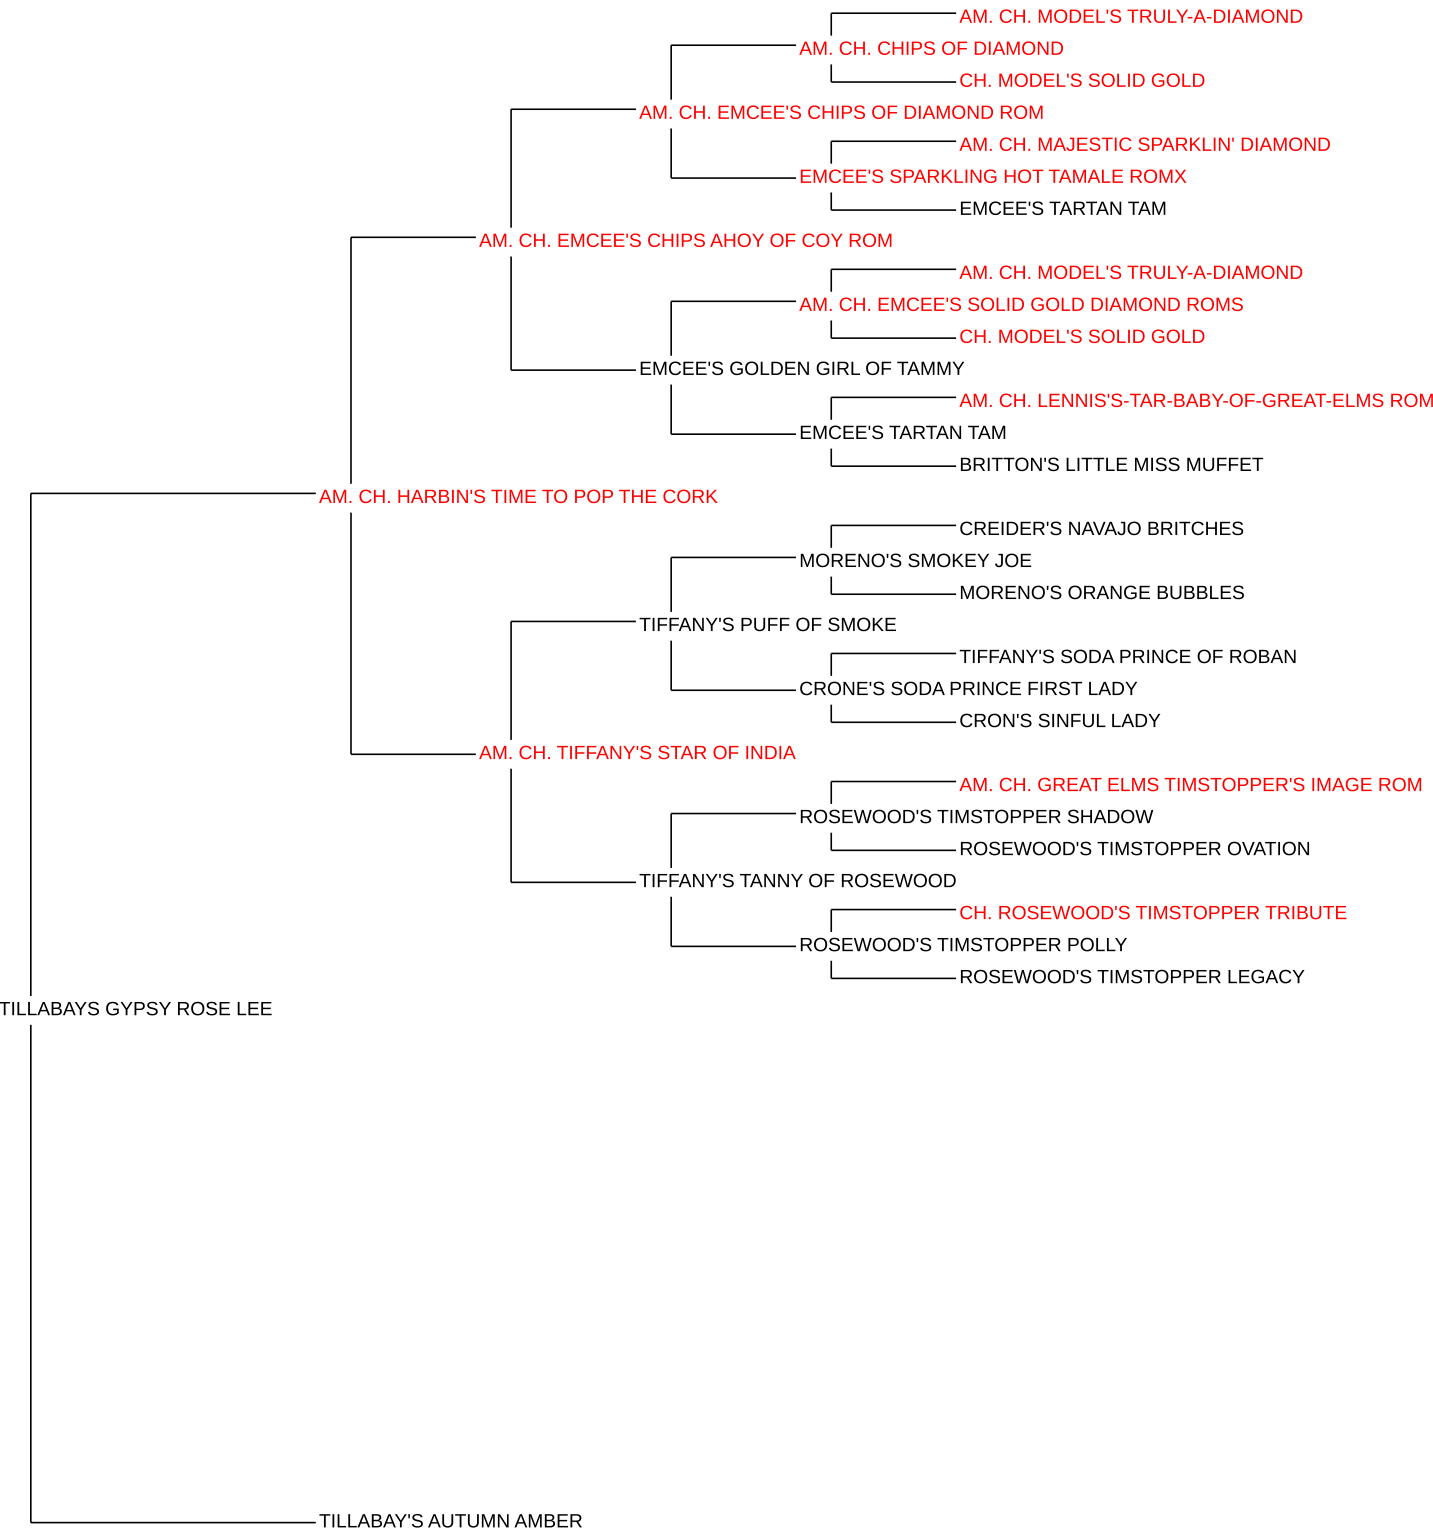 AM. CH. MODEL'S TRULY-A-DIAMOND
AM. CH. CHIPS OF DIAMOND
CH. MODEL'S SOLID GOLD
AM. CH. EMCEE'S CHIPS OF DIAMOND ROM
AM. CH. MAJESTIC SPARKLIN' DIAMOND
EMCEE'S SPARKLING HOT TAMALE ROMX
EMCEE'S TARTAN TAM
AM. CH. EMCEE'S CHIPS AHOY OF COY ROM
AM. CH. MODEL'S TRULY-A-DIAMOND
AM. CH. EMCEE'S SOLID GOLD DIAMOND ROMS
CH. MODEL'S SOLID GOLD
EMCEE'S GOLDEN GIRL OF TAMMY
AM. CH. LENNIS'S-TAR-BABY-OF-GREAT-ELMS ROM
EMCEE'S TARTAN TAM
BRITTON'S LITTLE MISS MUFFET
AM. CH. HARBIN'S TIME TO POP THE CORK
CREIDER'S NAVAJO BRITCHES
MORENO'S SMOKEY JOE
MORENO'S ORANGE BUBBLES
TIFFANY'S PUFF OF SMOKE
TIFFANY'S SODA PRINCE OF ROBAN
CRONE'S SODA PRINCE FIRST LADY
CRON'S SINFUL LADY
AM. CH. TIFFANY'S STAR OF INDIA
AM. CH. GREAT ELMS TIMSTOPPER'S IMAGE ROM
ROSEWOOD'S TIMSTOPPER SHADOW
ROSEWOOD'S TIMSTOPPER OVATION
TIFFANY'S TANNY OF ROSEWOOD
CH. ROSEWOOD'S TIMSTOPPER TRIBUTE
ROSEWOOD'S TIMSTOPPER POLLY
ROSEWOOD'S TIMSTOPPER LEGACY
TILLABAYS GYPSY ROSE LEE
TILLABAY'S AUTUMN AMBER